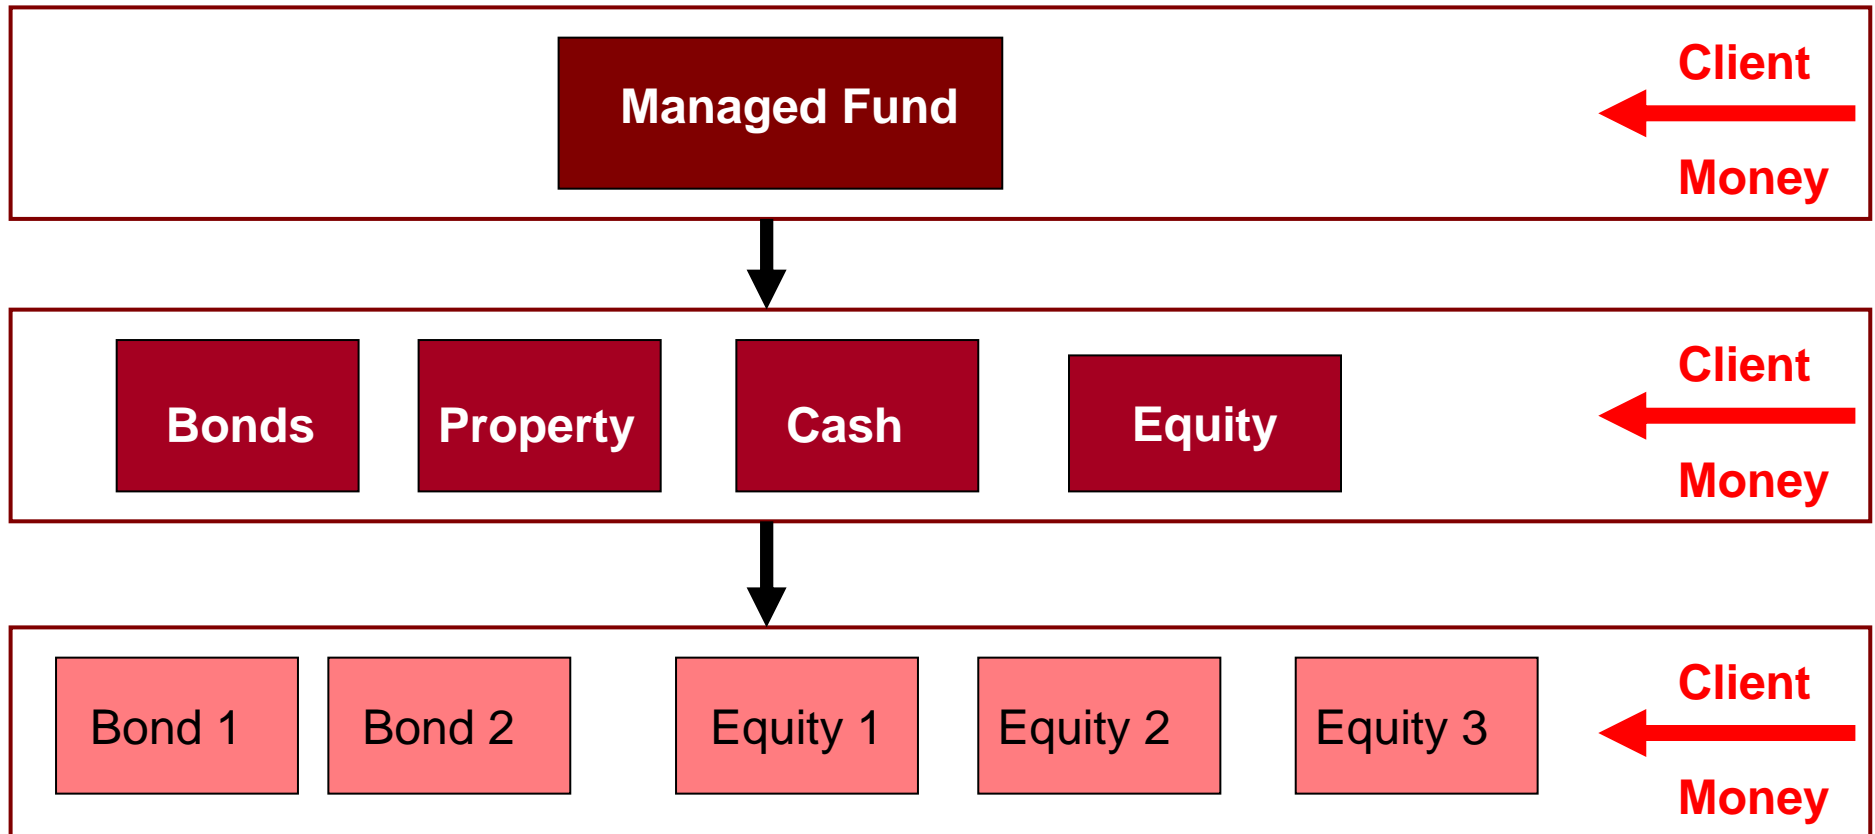 Managed Fund
Client
Money
Bonds
Property
Cash
Equity
Client
Money
Bond 1
Bond 2
Equity 1
Equity 2
Equity 3
Client
Money